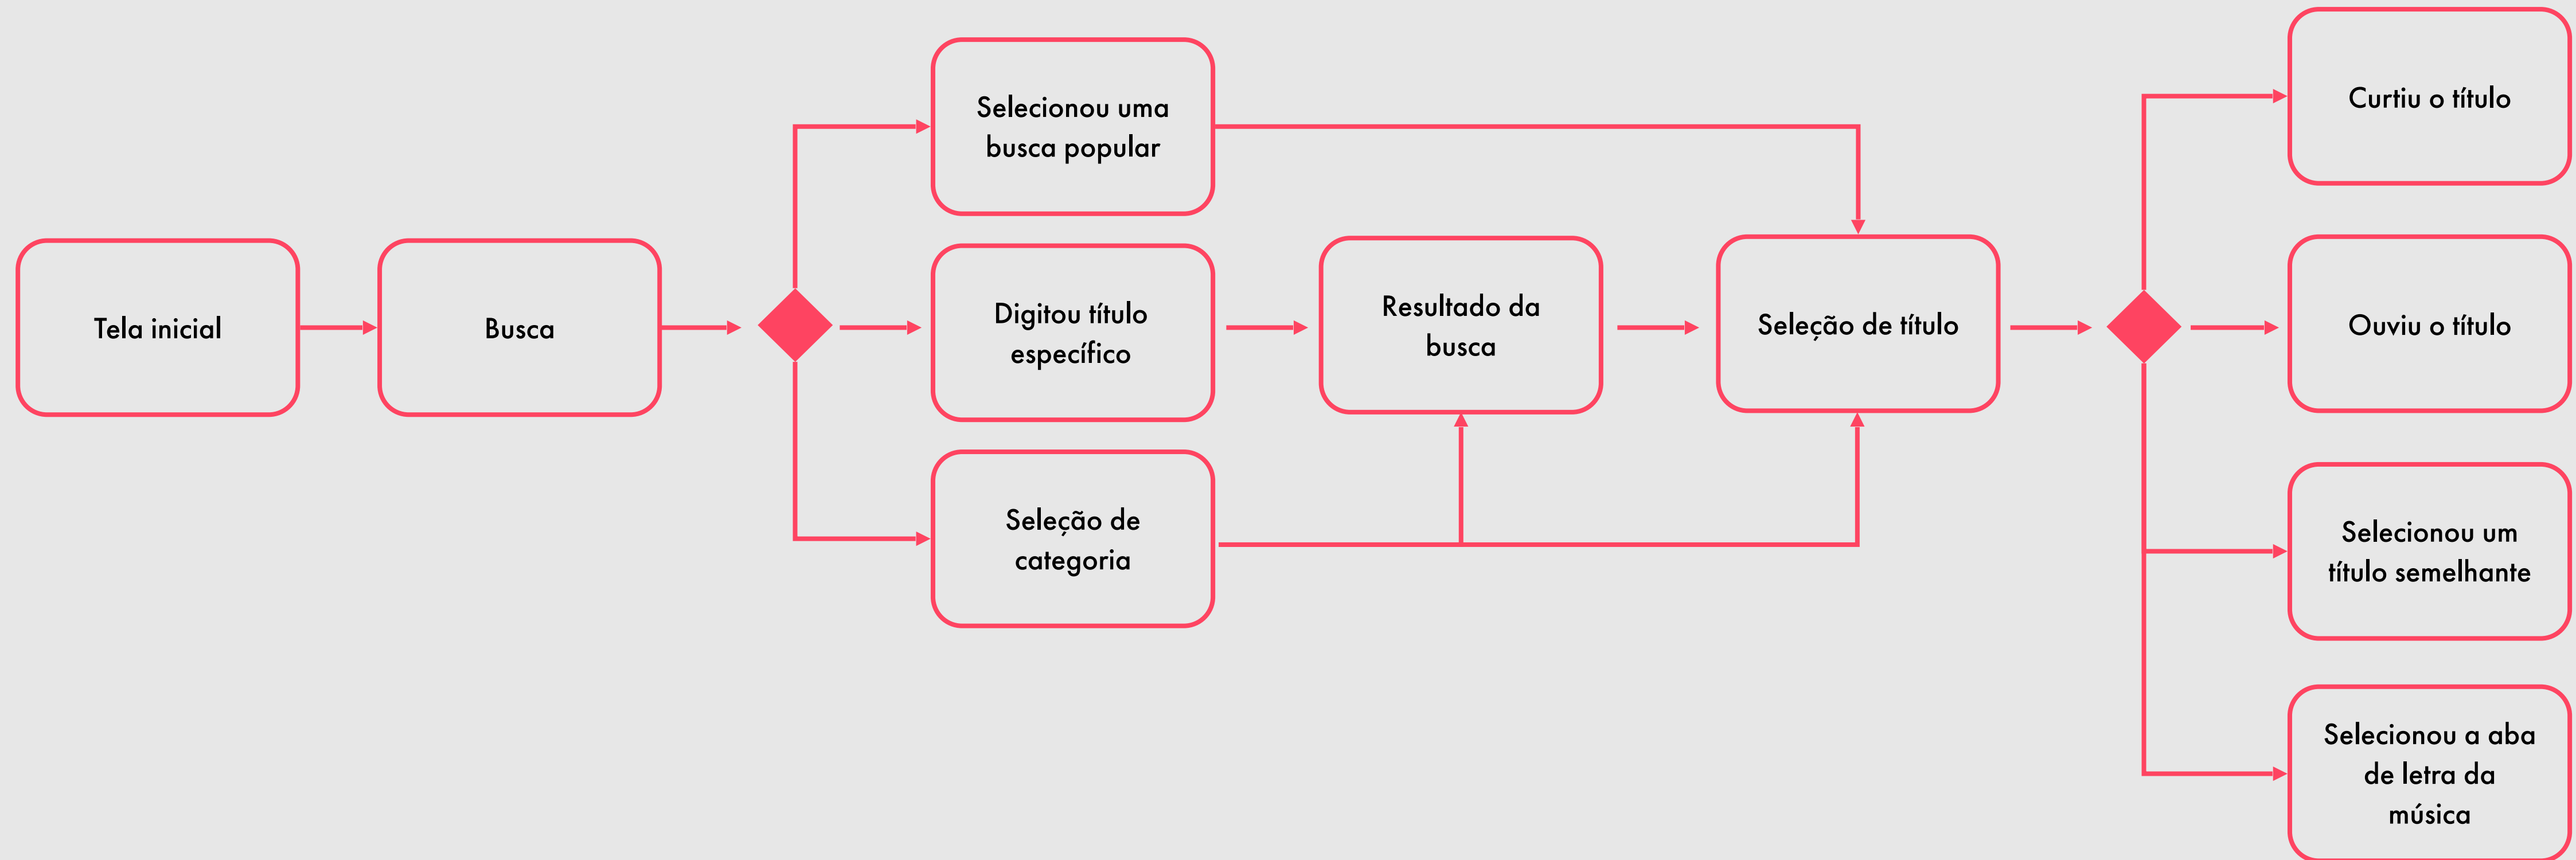 Tela inicial
Busca
Selecionou uma
busca popular
Digitou título
específico
Seleção de
categoria
Resultado da
busca
Seleção de título
Curtiu o título
Ouviu o título
Selecionou um
título semelhante
Selecionou a aba
de letra da
música